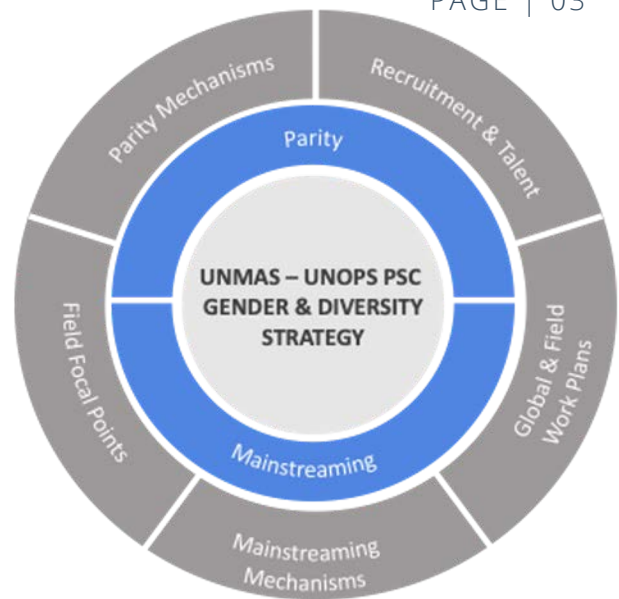 PAGE | 03
Parity Mechanisms
Recruitment & Talent
Parity
UNMAS – UNOPS PSC
GENDER & DIVERSITY
STRATEGY
Field Focal Points
Global & Field
Work Plans
Mainstreaming
Mainstreaming
Mechanisms